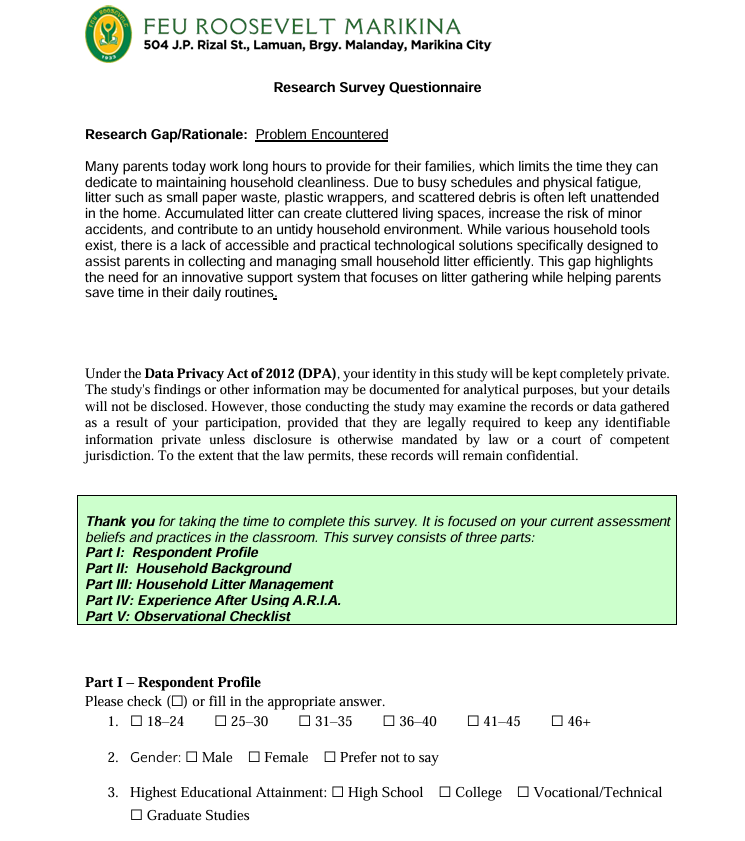 FEU ROOSEVELT MARIKINA
504 J.P. Rizal St., Lamuan, Brgy. Malanday, Marikina City
Research Survey Questionnaire
Research Gap/Rationale: Problem Encountered
Many parents today work long hours to provide for their families, which limits the time they can
dedicate to maintaining household cleanliness. Due to busy schedules and physical fatigue,
litter such as small paper waste, plastic wrappers, and scattered debris is often left unattended
in the home. Accumulated litter can create cluttered living spaces, increase the risk of minor
accidents, and contribute to an untidy household environment. While various household tools
exist, there is a lack of accessible and practical technological solutions specifically designed to
assist parents in collecting and managing small household litter efficiently. This gap highlights
the need for an innovative support system that focuses on litter gathering while helping parents
save time in their daily routines.
Under the Data Privacy Act of 2012 (DPA), your identity in this study will be kept completely private.
The study's findings or other information may be documented for analytical purposes, but your details
will not be disclosed. However, those conducting the study may examine the records or data gathered
as a result of your participation, provided that they are legally required to keep any identifiable
information private unless disclosure is otherwise mandated by law or a court of competent
jurisdiction. To the extent that the law permits, these records will remain confidential.
Thank you for taking the time to complete this survey. It is focused on your current assessment
beliefs and practices in the classroom. This survey consists of three parts:
Part I: Respondent Profile
Part II: Household Background
Part III: Household Litter Management
Part IV: Experience After Using A.R.I.A.
Part V: Observational Checklist
Part I – Respondent Profile
Please check (☐) or fill in the appropriate answer.
1. ☐ 18–24 ☐ 25–30 ☐ 31–35 ☐ 36–40 ☐ 41–45 ☐ 46+
2. Gender: ☐ Male ☐ Female ☐ Prefer not to say
3. Highest Educational Attainment: ☐ High School ☐ College ☐ Vocational/Technical
☐ Graduate Studies